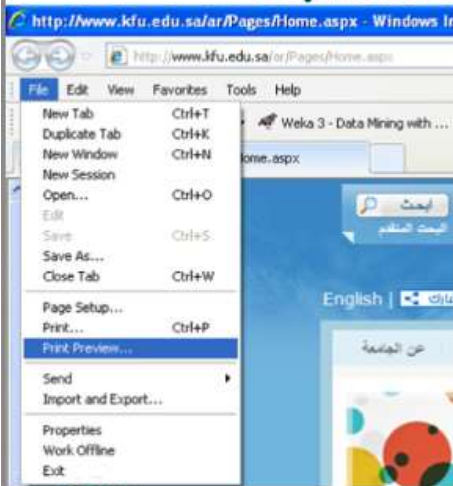 http://www.kfu.edu.sa/ar/Pages/Home.aspx - Windows In
http://www.kfu.edu.sa/ar/Pages/Home.aspx
File Edit View Favorites Tools Help
New Tab Ctrl+T
Weka 3 - Data Mining with ...
Duplicate Tab Ctrl+K
New Window Ctrl+N
ome.aspx
New Session
Open... Ctrl+O
ابحث
Edit
Save Ctrl+S
البحث المتقدم
Save As...
Close Tab Ctrl+W
English |
Page Setup...
Print... Ctrl+P
Print Preview...
عن الجامعة
Send
Import and Export...
Properties
Work Offline
Exit